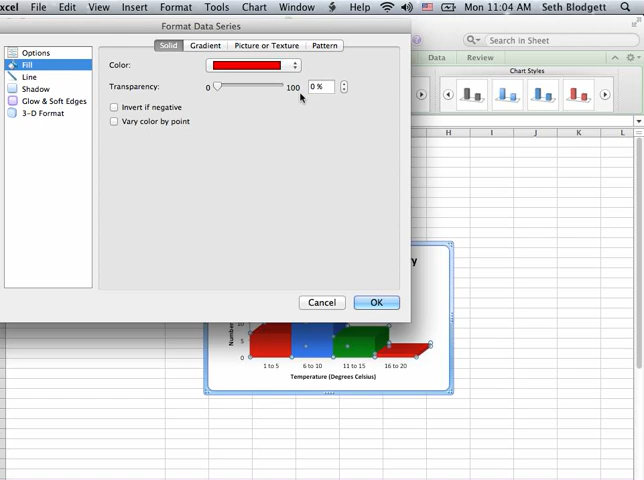 xcel File Edit View Insert Format Tools Chart Window Help Mon 11:04 AM Seth Blodgett
Format Data Series
Search in Sheet
Data Review
Chart Styles
Options
Fill
Line
Shadow
Glow & Soft Edges
3-D Format
Solid Gradient Picture or Texture Pattern
Color:
Transparency: 0 100 0 %
Invert if negative
Vary color by point
Cancel OK
H I J K L
y
Number
10
5
0
1 to 5 6 to 10 11 to 15 16 to 20
Temperature (Degrees Celsius)